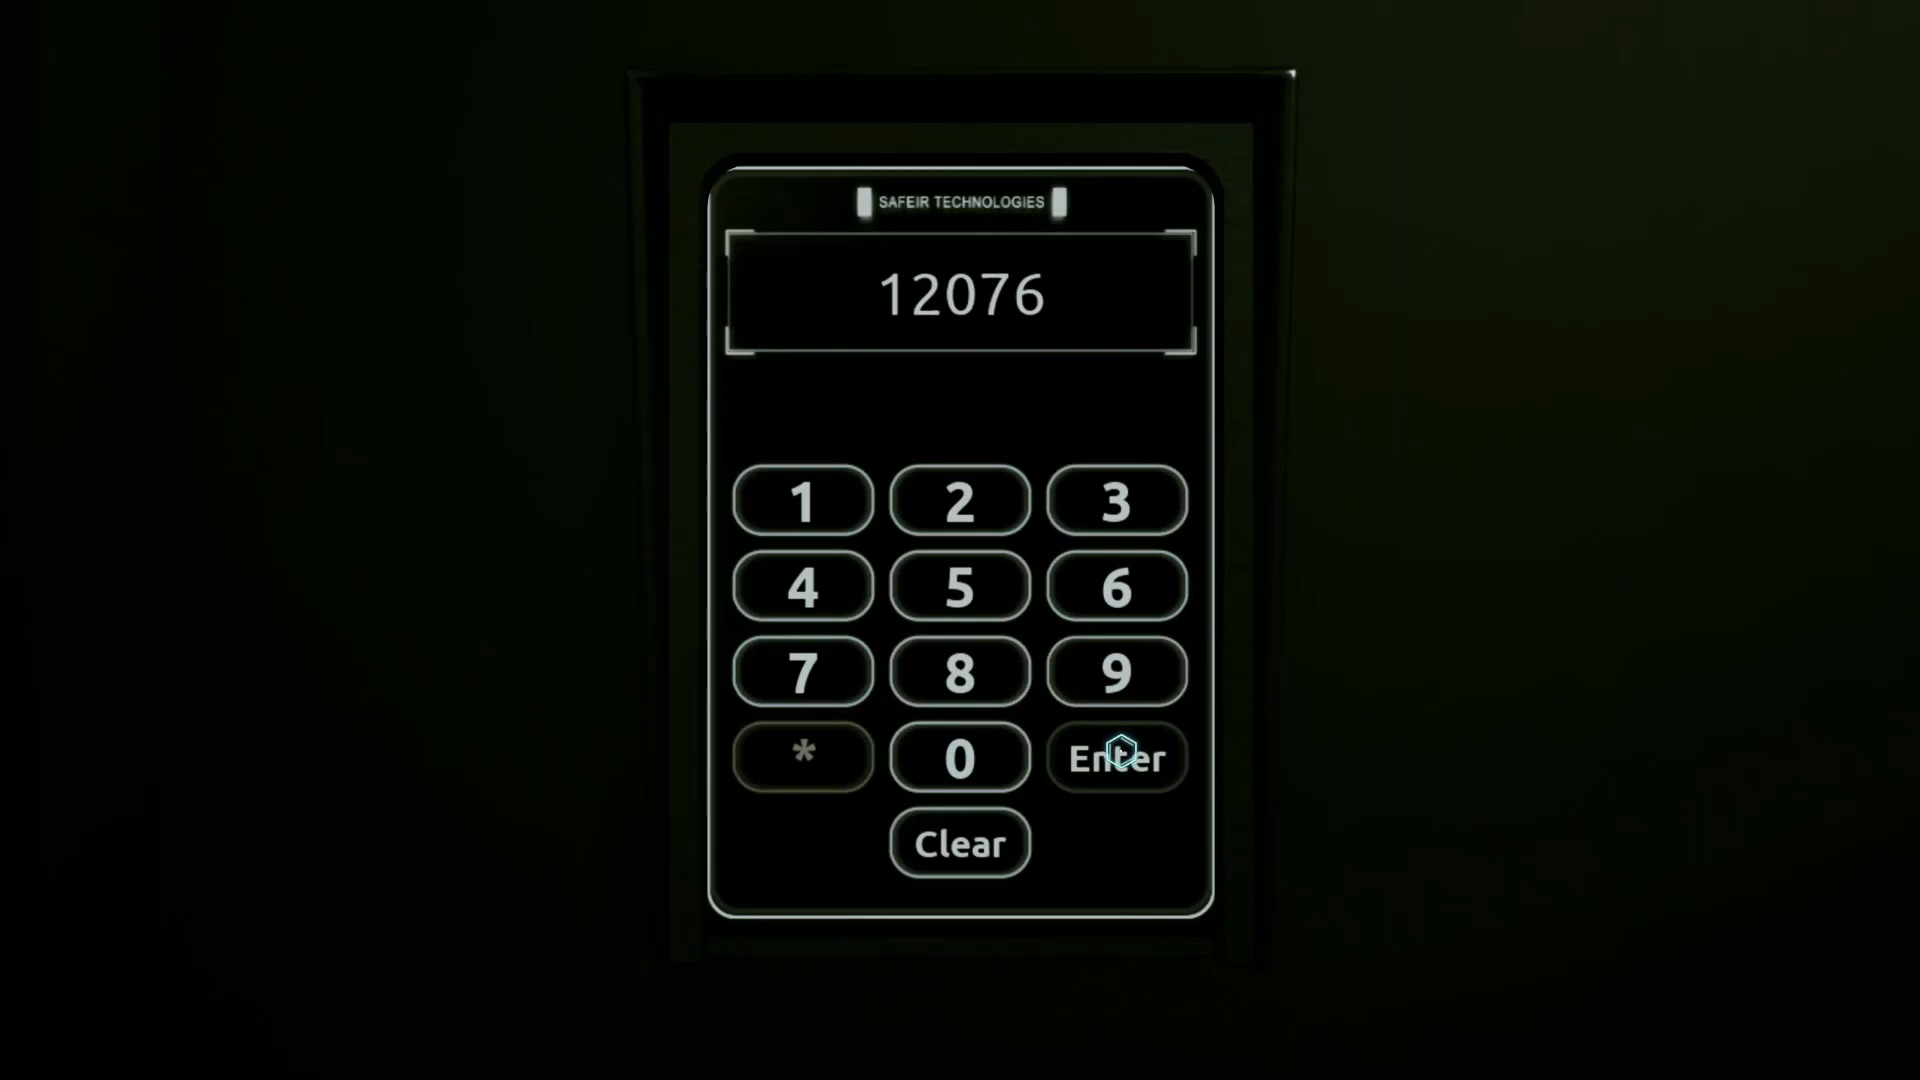 SAFEIR TECHNOLOGIES
12076
1 2 3
4 5 6
7 8 9
* 0 Enter
Clear